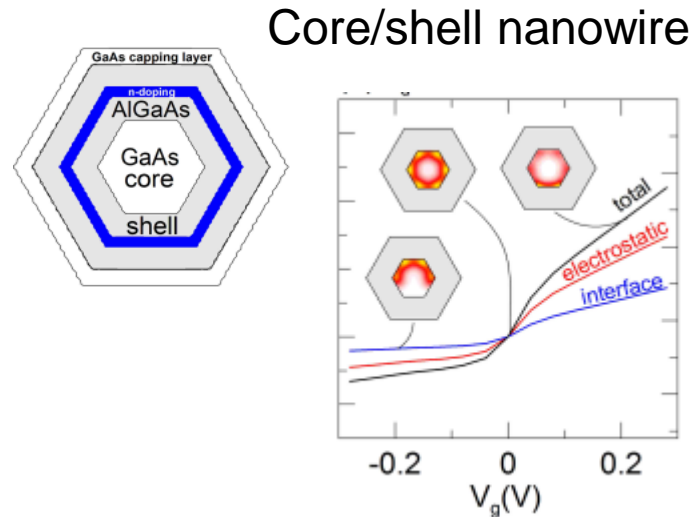 Core/shell nanowire
GaAs capping layer
n-doping
AlGaAs
GaAs
core
shell
total
electrostatic
interface
-0.2
0
0.2
Vg(V)